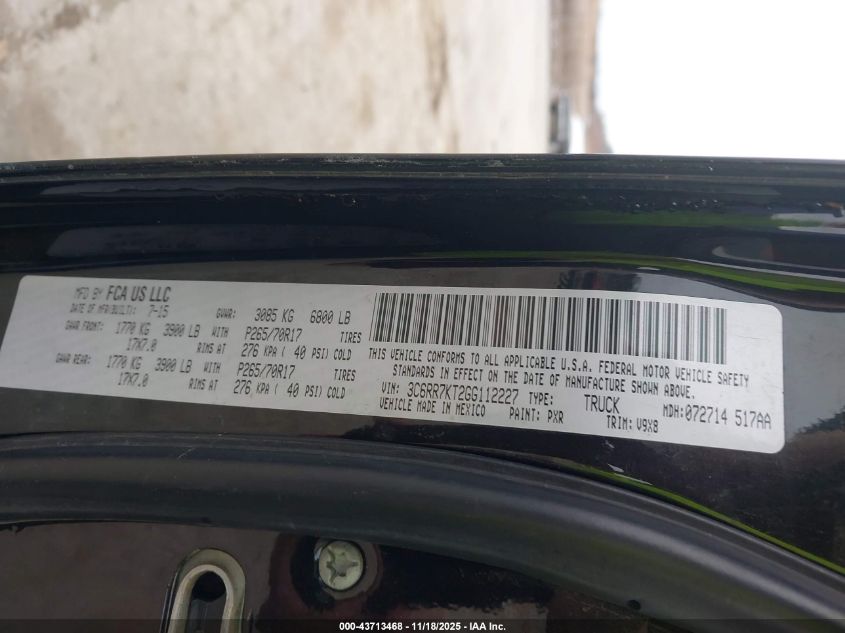 MFD BY FCA US LLC
DATE OF MFR(BUILT): 7-15 GVWR: 3085 KG 6800 LB
GAWR FRONT: 1770 KG 3900 LB WITH P265/70R17 TIRES
17X7.0 RIMS AT 276 KPA ( 40 PSI) COLD
GAWR REAR: 1770 KG 3900 LB WITH P265/70R17 TIRES
17X7.0 RIMS AT 276 KPA ( 40 PSI) COLD
THIS VEHICLE CONFORMS TO ALL APPLICABLE U.S.A. FEDERAL MOTOR VEHICLE SAFETY
STANDARDS IN EFFECT ON THE DATE OF MANUFACTURE SHOWN ABOVE.
VIN: 3C6RR7KT2GG112227 TYPE: TRUCK MDH: 072714 517AA
VEHICLE MADE IN MEXICO PAINT: PXR TRIM: V9X8
000-43713468 - 11/18/2025 - IAA Inc.